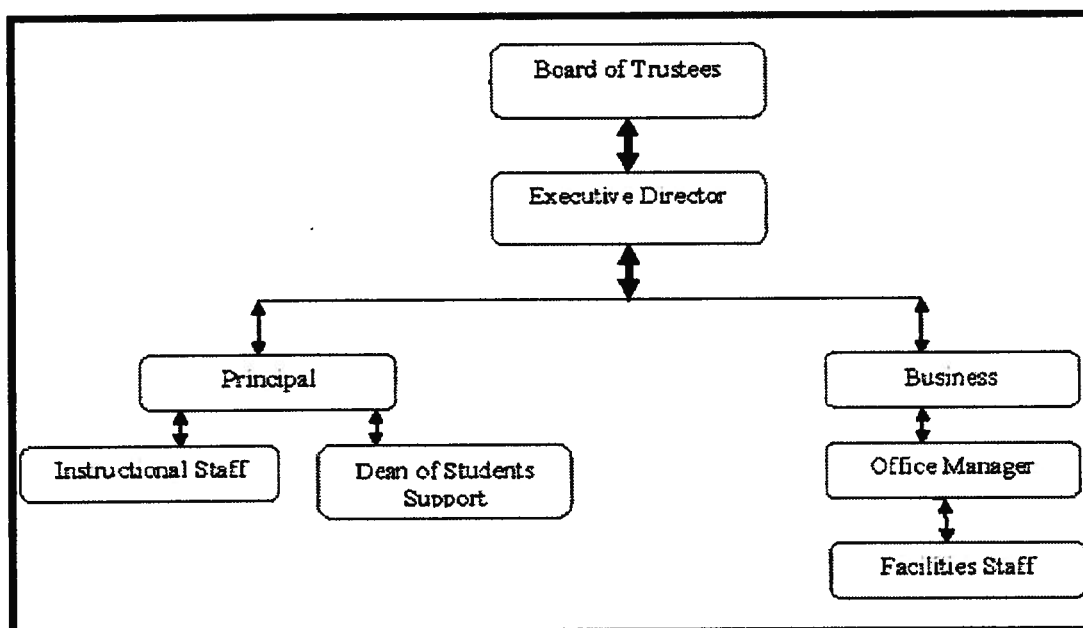 Board of Trustees
Executive Director
Principal
Business
Instructional Staff
Dean of Students
Support
Office Manager
Facilities Staff